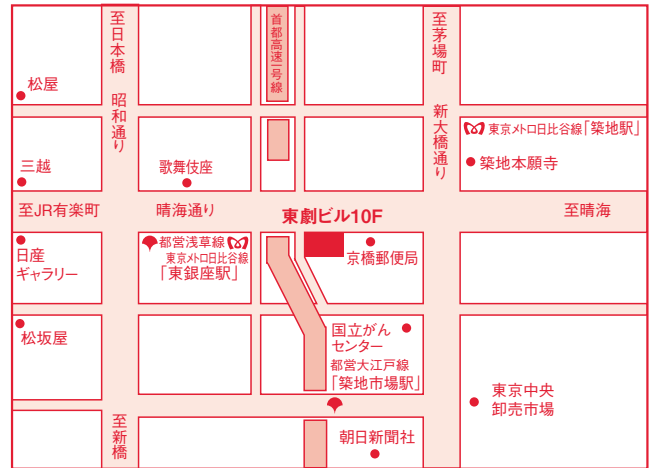 至日本橋
昭和通り
首都高速一号線
至茅場町
新大橋通り
松屋
東京メトロ日比谷線「築地駅」
築地本願寺
三越
歌舞伎座
至JR有楽町
晴海通り
東劇ビル10F
至晴海
日産
ギャラリー
都営浅草線
東京メトロ日比谷線
「東銀座駅」
京橋郵便局
松坂屋
国立がん
センター
都営大江戸線
「築地市場駅」
東京中央
卸売市場
至新橋
朝日新聞社